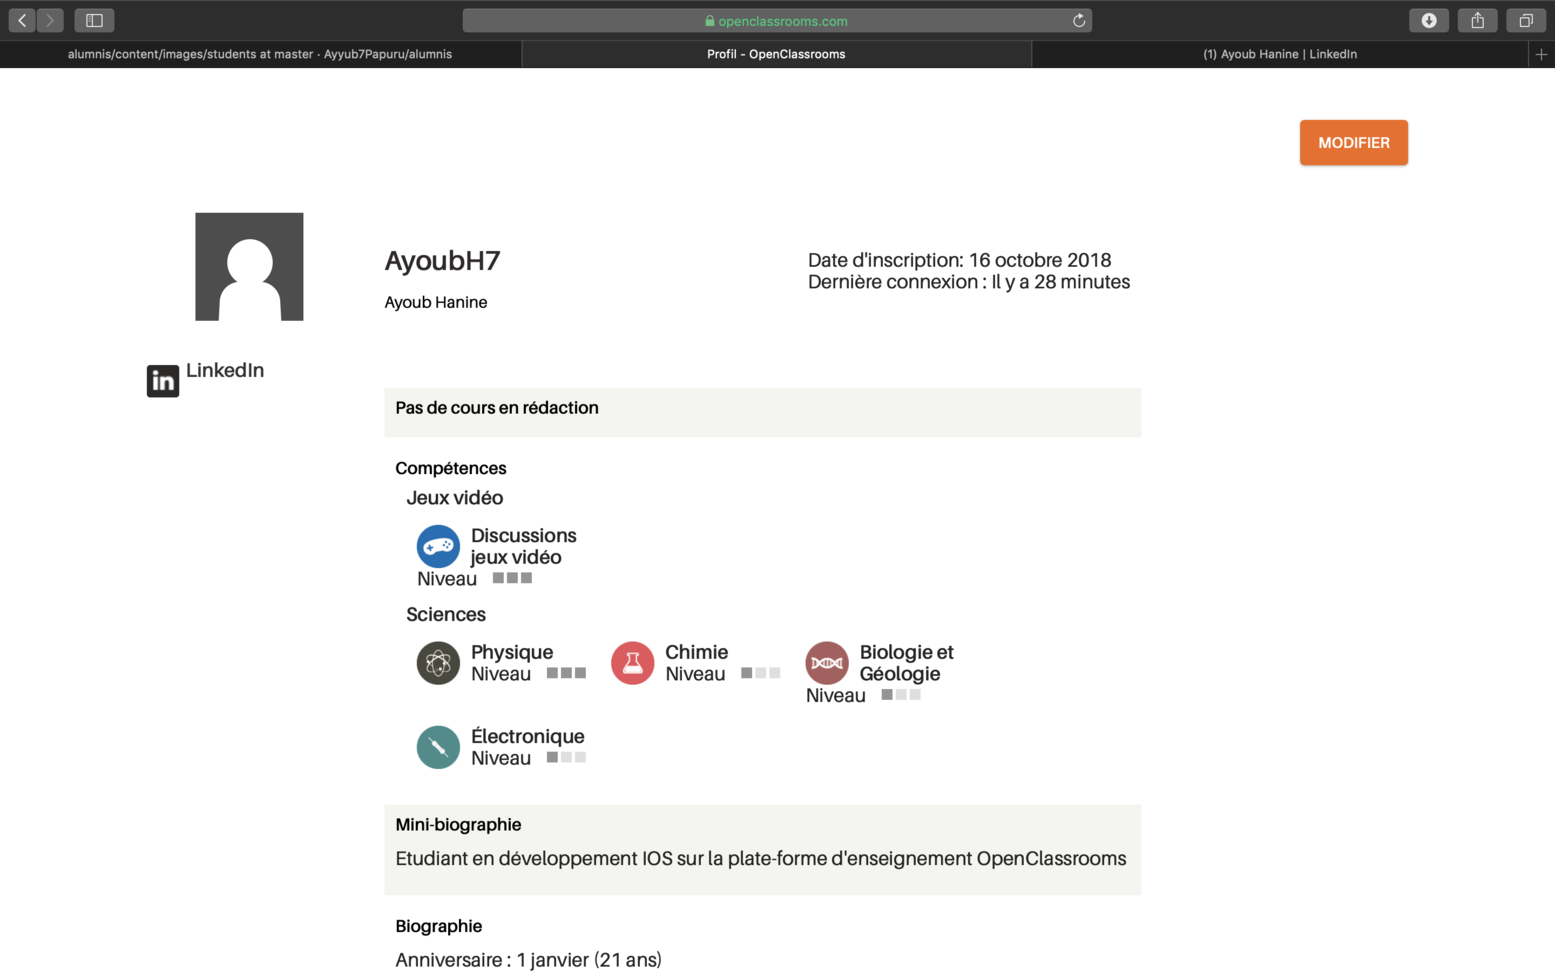 openclassrooms.com
alumnis/content/images/students at master · Ayyub7Papuru/alumnis
Profil - OpenClassrooms
(1) Ayoub Hanine | LinkedIn
MODIFIER
AyoubH7
Ayoub Hanine
Date d'inscription: 16 octobre 2018
Dernière connexion : Il y a 28 minutes
in LinkedIn
Pas de cours en rédaction
Compétences
Jeux vidéo
Discussions
jeux vidéo
Niveau
Sciences
Physique
Niveau
Chimie
Niveau
Biologie et
Géologie
Niveau
Électronique
Niveau
Mini-biographie
Etudiant en développement IOS sur la plate-forme d'enseignement OpenClassrooms
Biographie
Anniversaire : 1 janvier (21 ans)